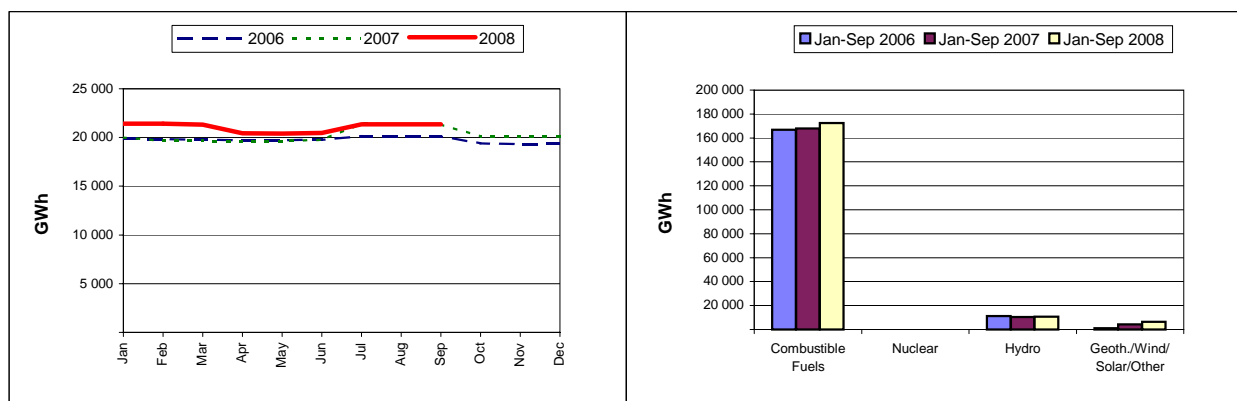 2006 2007 2008
25 000
20 000
15 000
10 000
5 000
GWh
Jan Feb Mar Apr May Jun Jul Aug Sep Oct Nov Dec
Jan-Sep 2006 Jan-Sep 2007 Jan-Sep 2008
200 000
180 000
160 000
140 000
120 000
100 000
80 000
60 000
40 000
20 000
GWh
Combustible Fuels
Nuclear
Hydro
Geoth./Wind/
Solar/Other